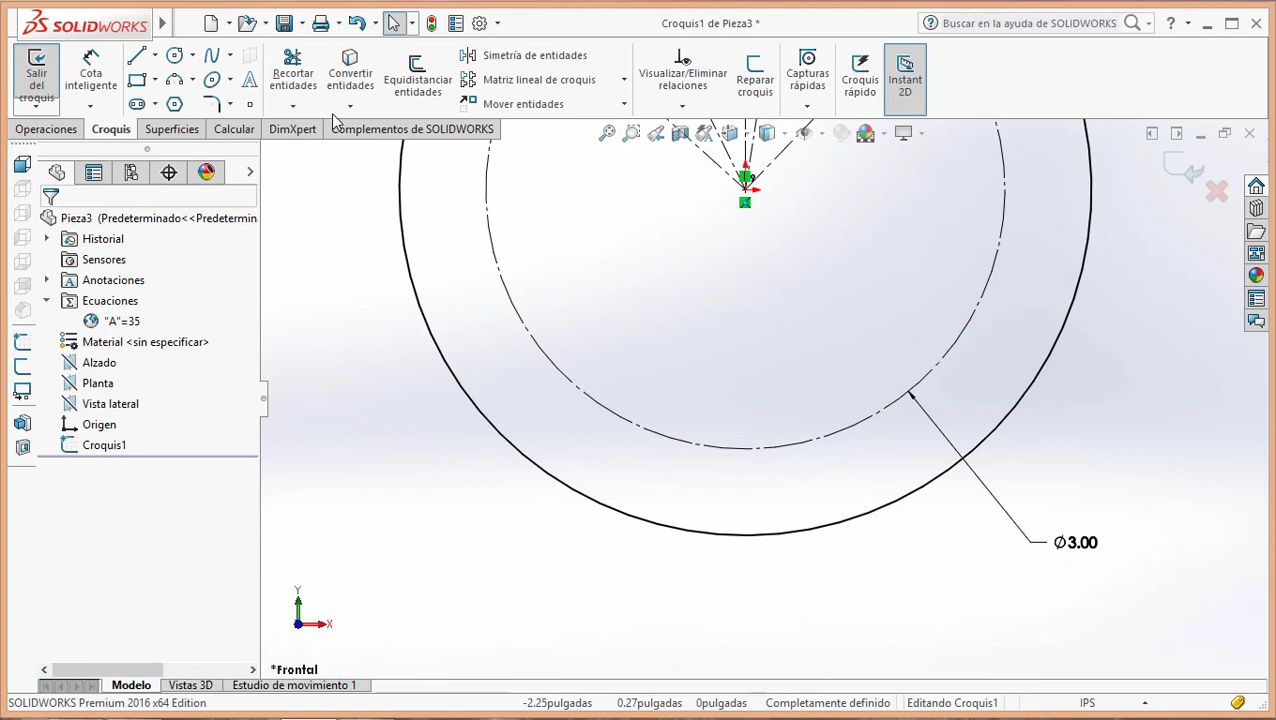 SOLIDWORKS
Croquis1 de Pieza3 *
Buscar en la ayuda de SOLIDWORKS
?
Salir del croquis
Cota inteligente
Recortar entidades
Convertir entidades
Equidistanciar entidades
Simetría de entidades
Matriz lineal de croquis
Mover entidades
Visualizar/Eliminar relaciones
Reparar croquis
Capturas rápidas
Croquis rápido
Instant 2D
Operaciones
Croquis
Superficies
Calcular
DimXpert
Complementos de SOLIDWORKS
Pieza3 (Predeterminado<<Predetermin
Historial
Sensores
Anotaciones
Ecuaciones
"A"=35
Material <sin especificar>
Alzado
Planta
Vista lateral
Origen
Croquis1
Ø3.00
Y
X
*Frontal
Modelo
Vistas 3D
Estudio de movimiento 1
SOLIDWORKS Premium 2016 x64 Edition
-2.25pulgadas
0.27pulgadas
0pulgadas
Completamente definido
Editando Croquis1
IPS